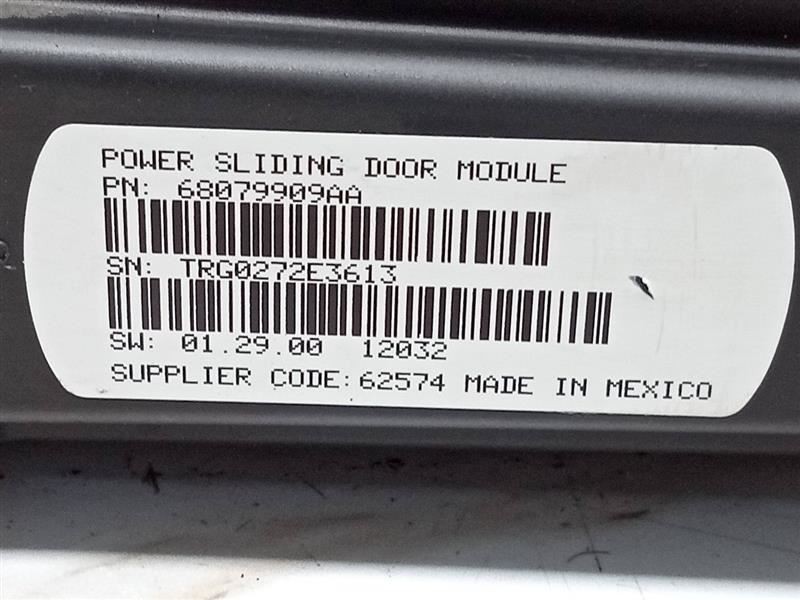 POWER SLIDING DOOR MODULE
PN: 68079909AA
SN: TRG0272E3613
SW: 01.29.00 12032
SUPPLIER CODE: 62574 MADE IN MEXICO